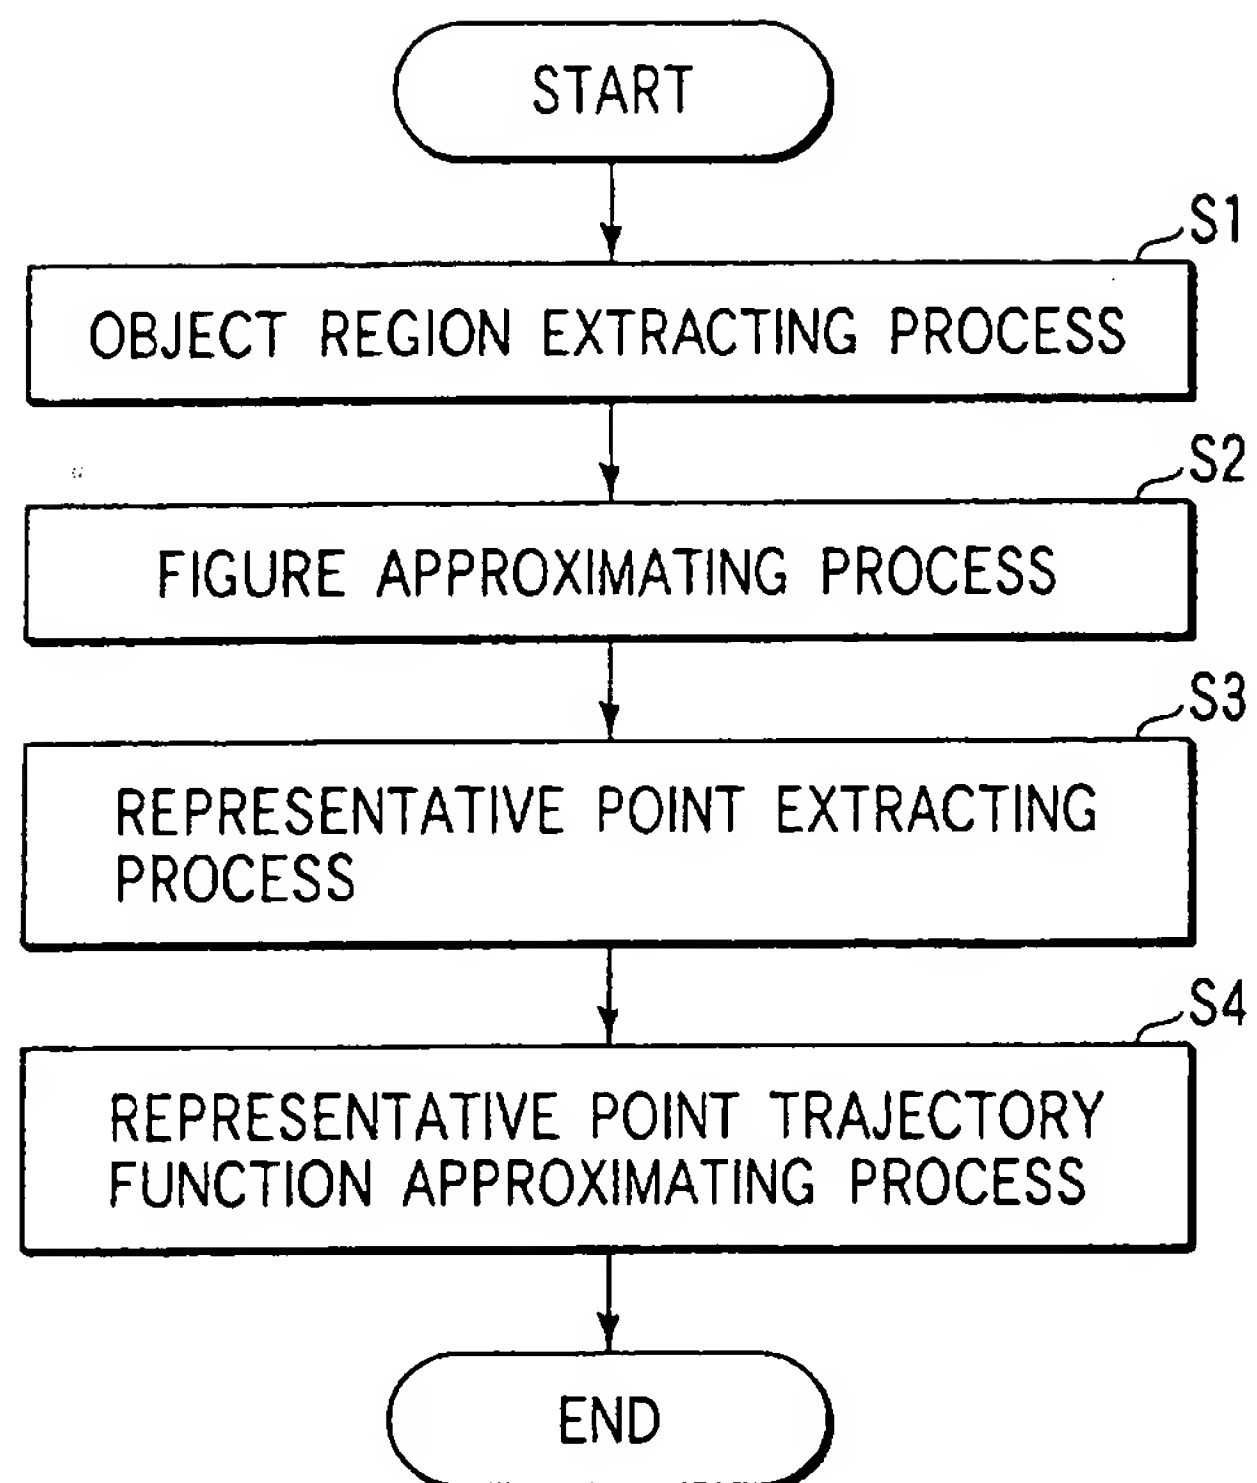 START
S1
OBJECT REGION EXTRACTING PROCESS
S2
FIGURE APPROXIMATING PROCESS
S3
REPRESENTATIVE POINT EXTRACTING
PROCESS
S4
REPRESENTATIVE POINT TRAJECTORY
FUNCTION APPROXIMATING PROCESS
END